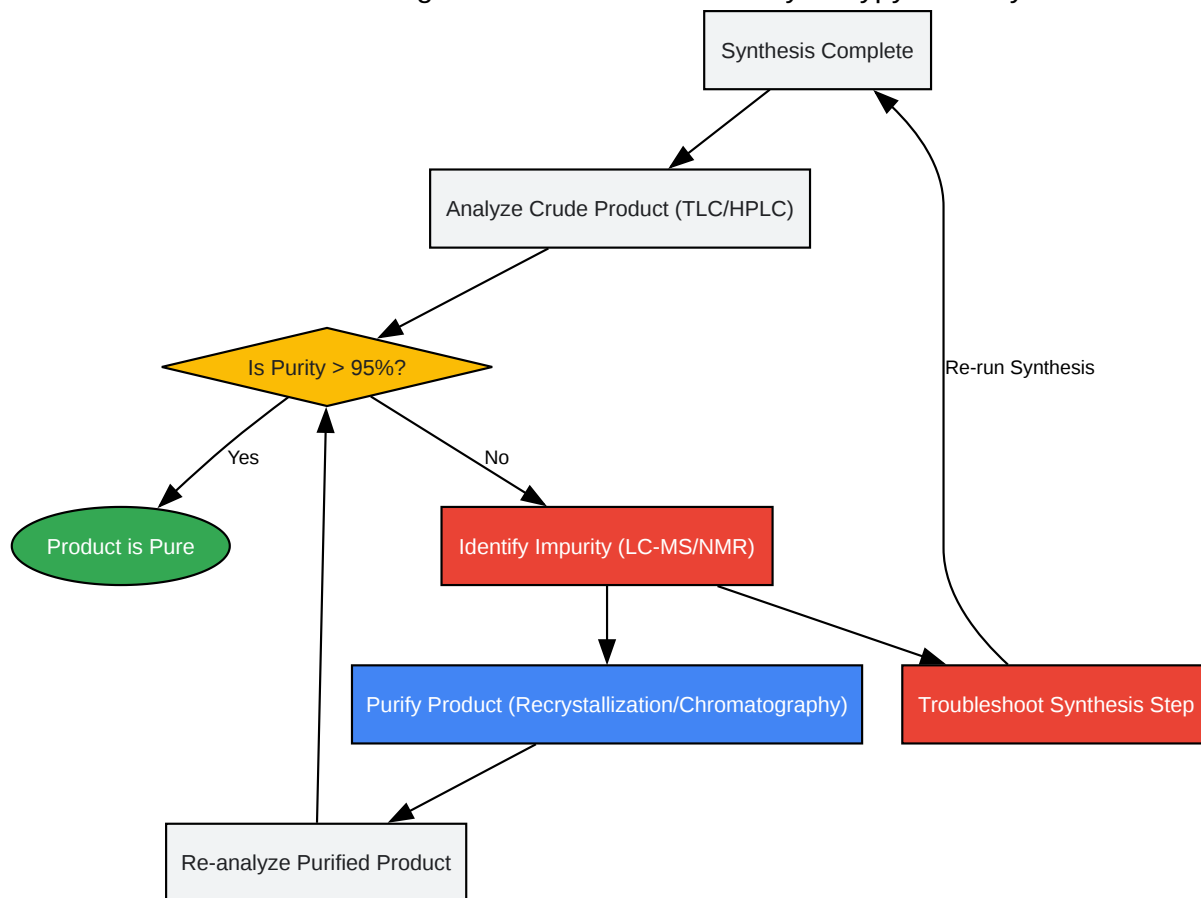 Synthesis Complete
Analyze Crude Product (TLC/HPLC)
Is Purity > 95%?
Re-run Synthesis
Yes
No
Product is Pure
Identify Impurity (LC-MS/NMR)
Purify Product (Recrystallization/Chromatography)
Troubleshoot Synthesis Step
Re-analyze Purified Product